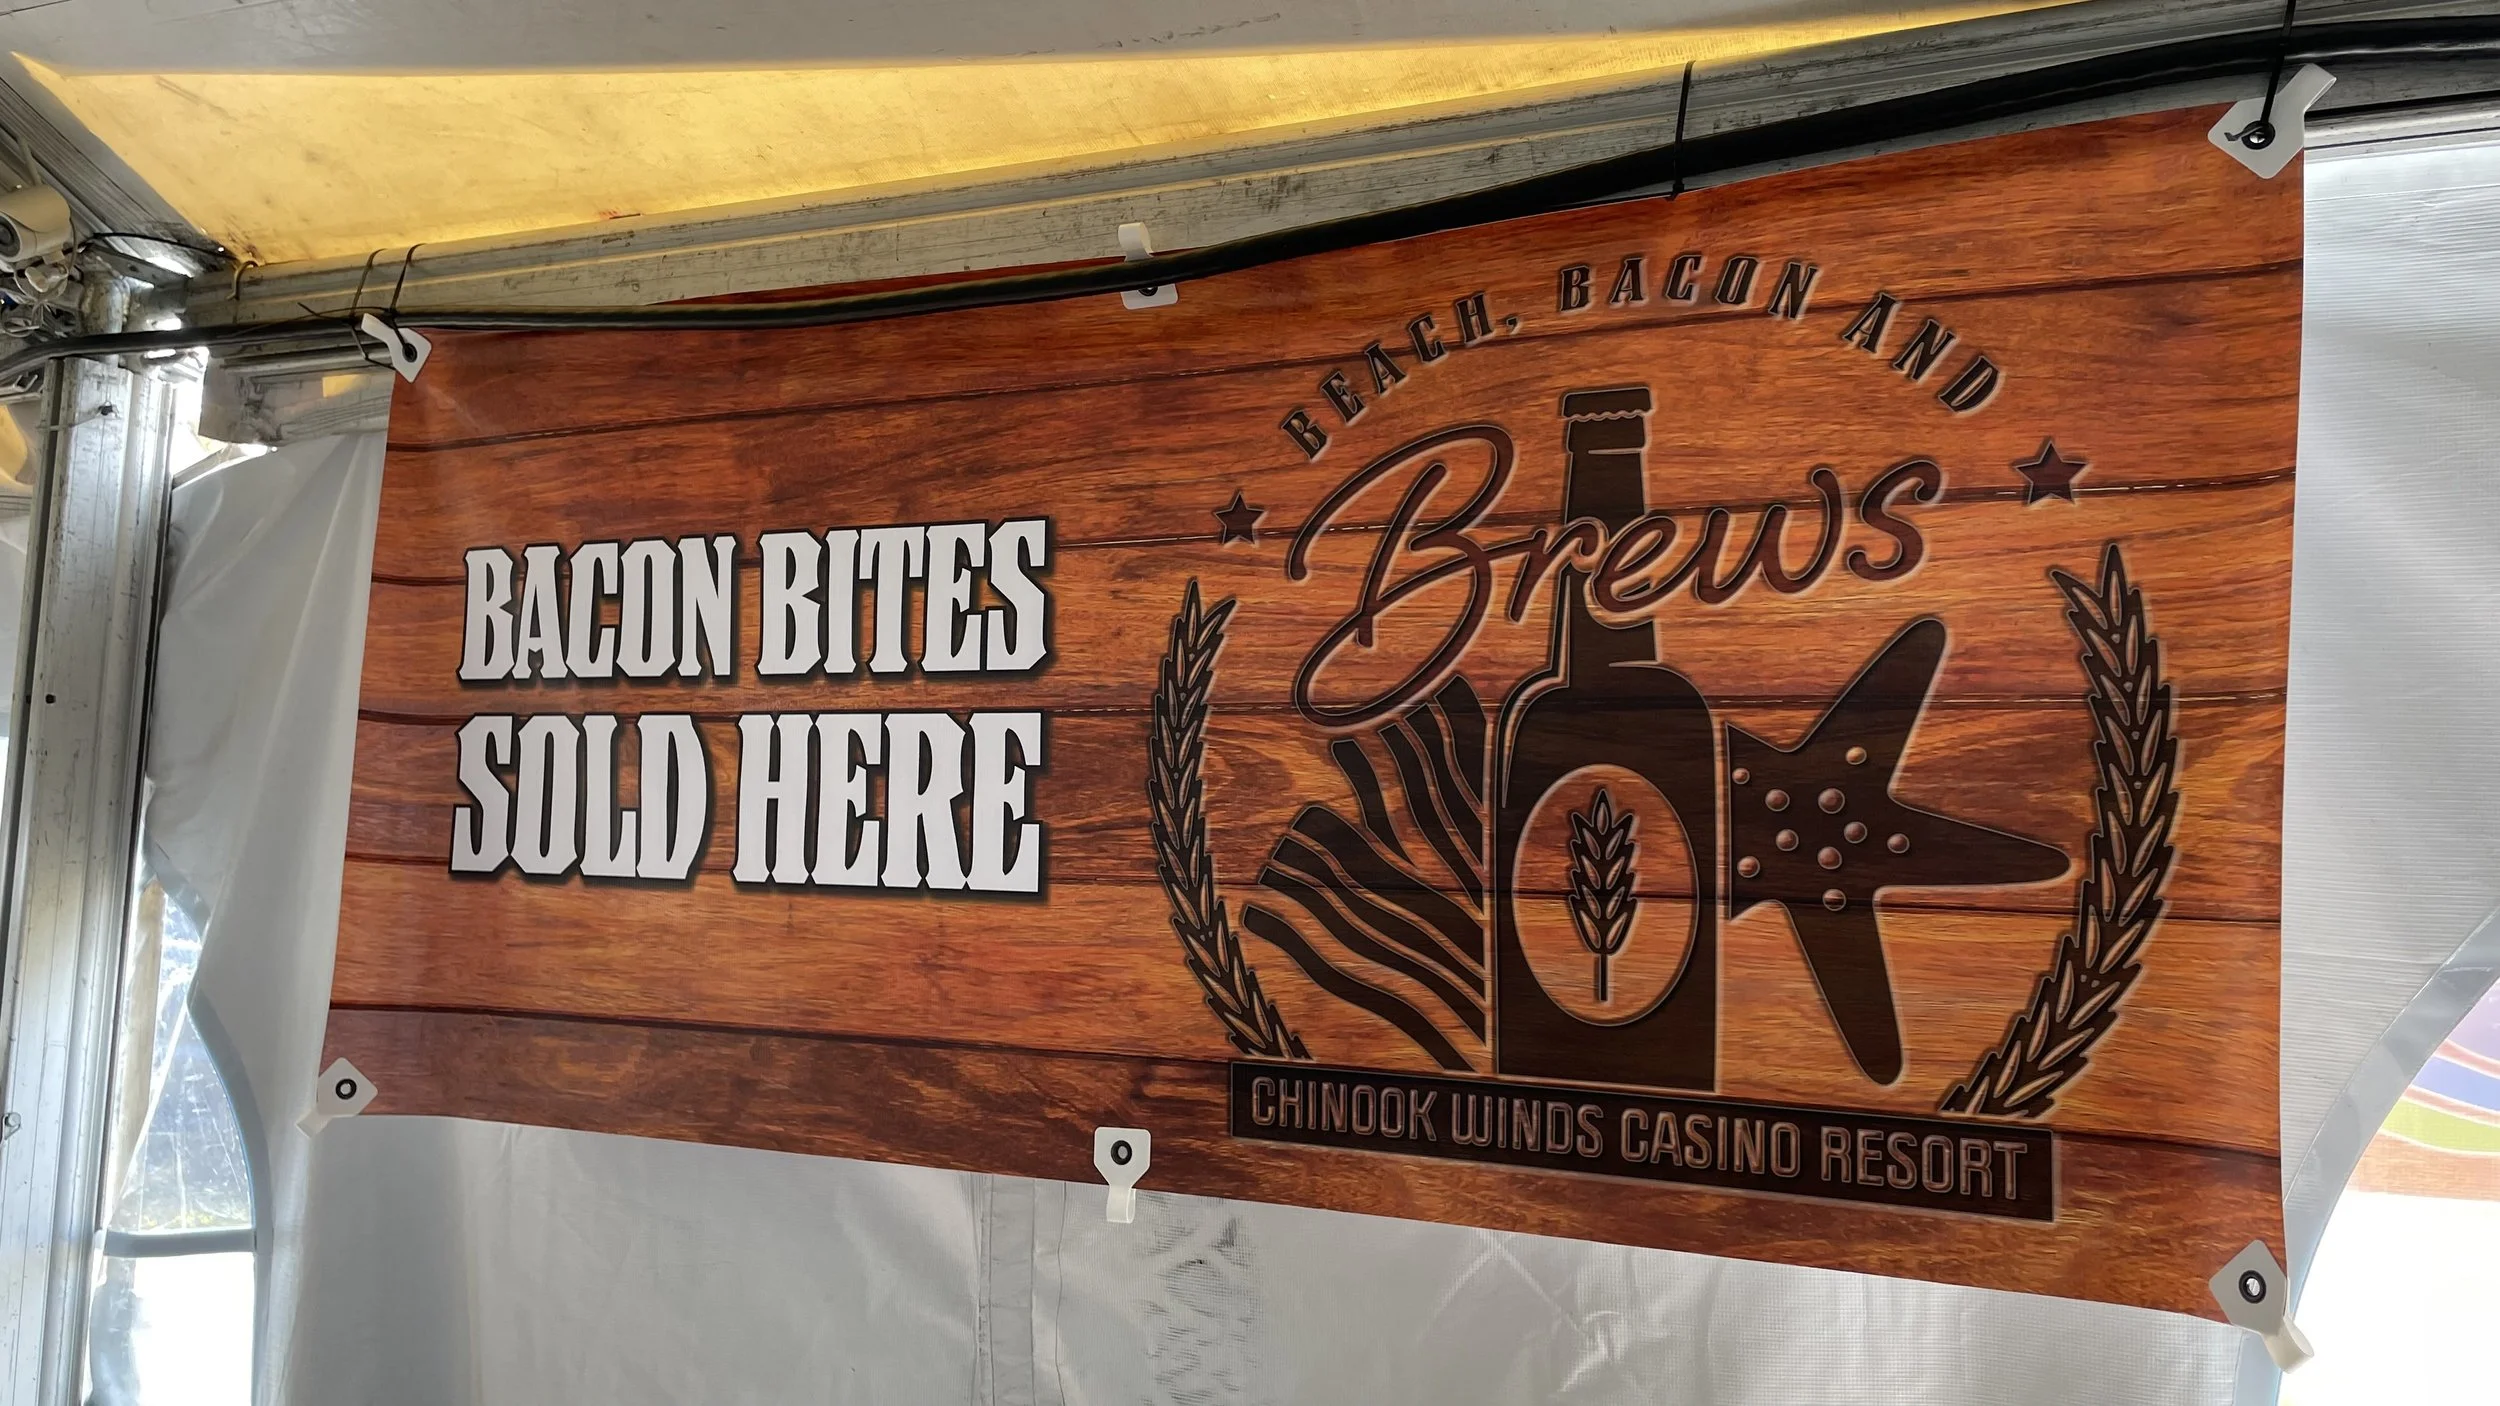 BACON BITES
SOLD HERE
BEACH, BACON AND
Brews
CHINOOK WINDS CASINO RESORT